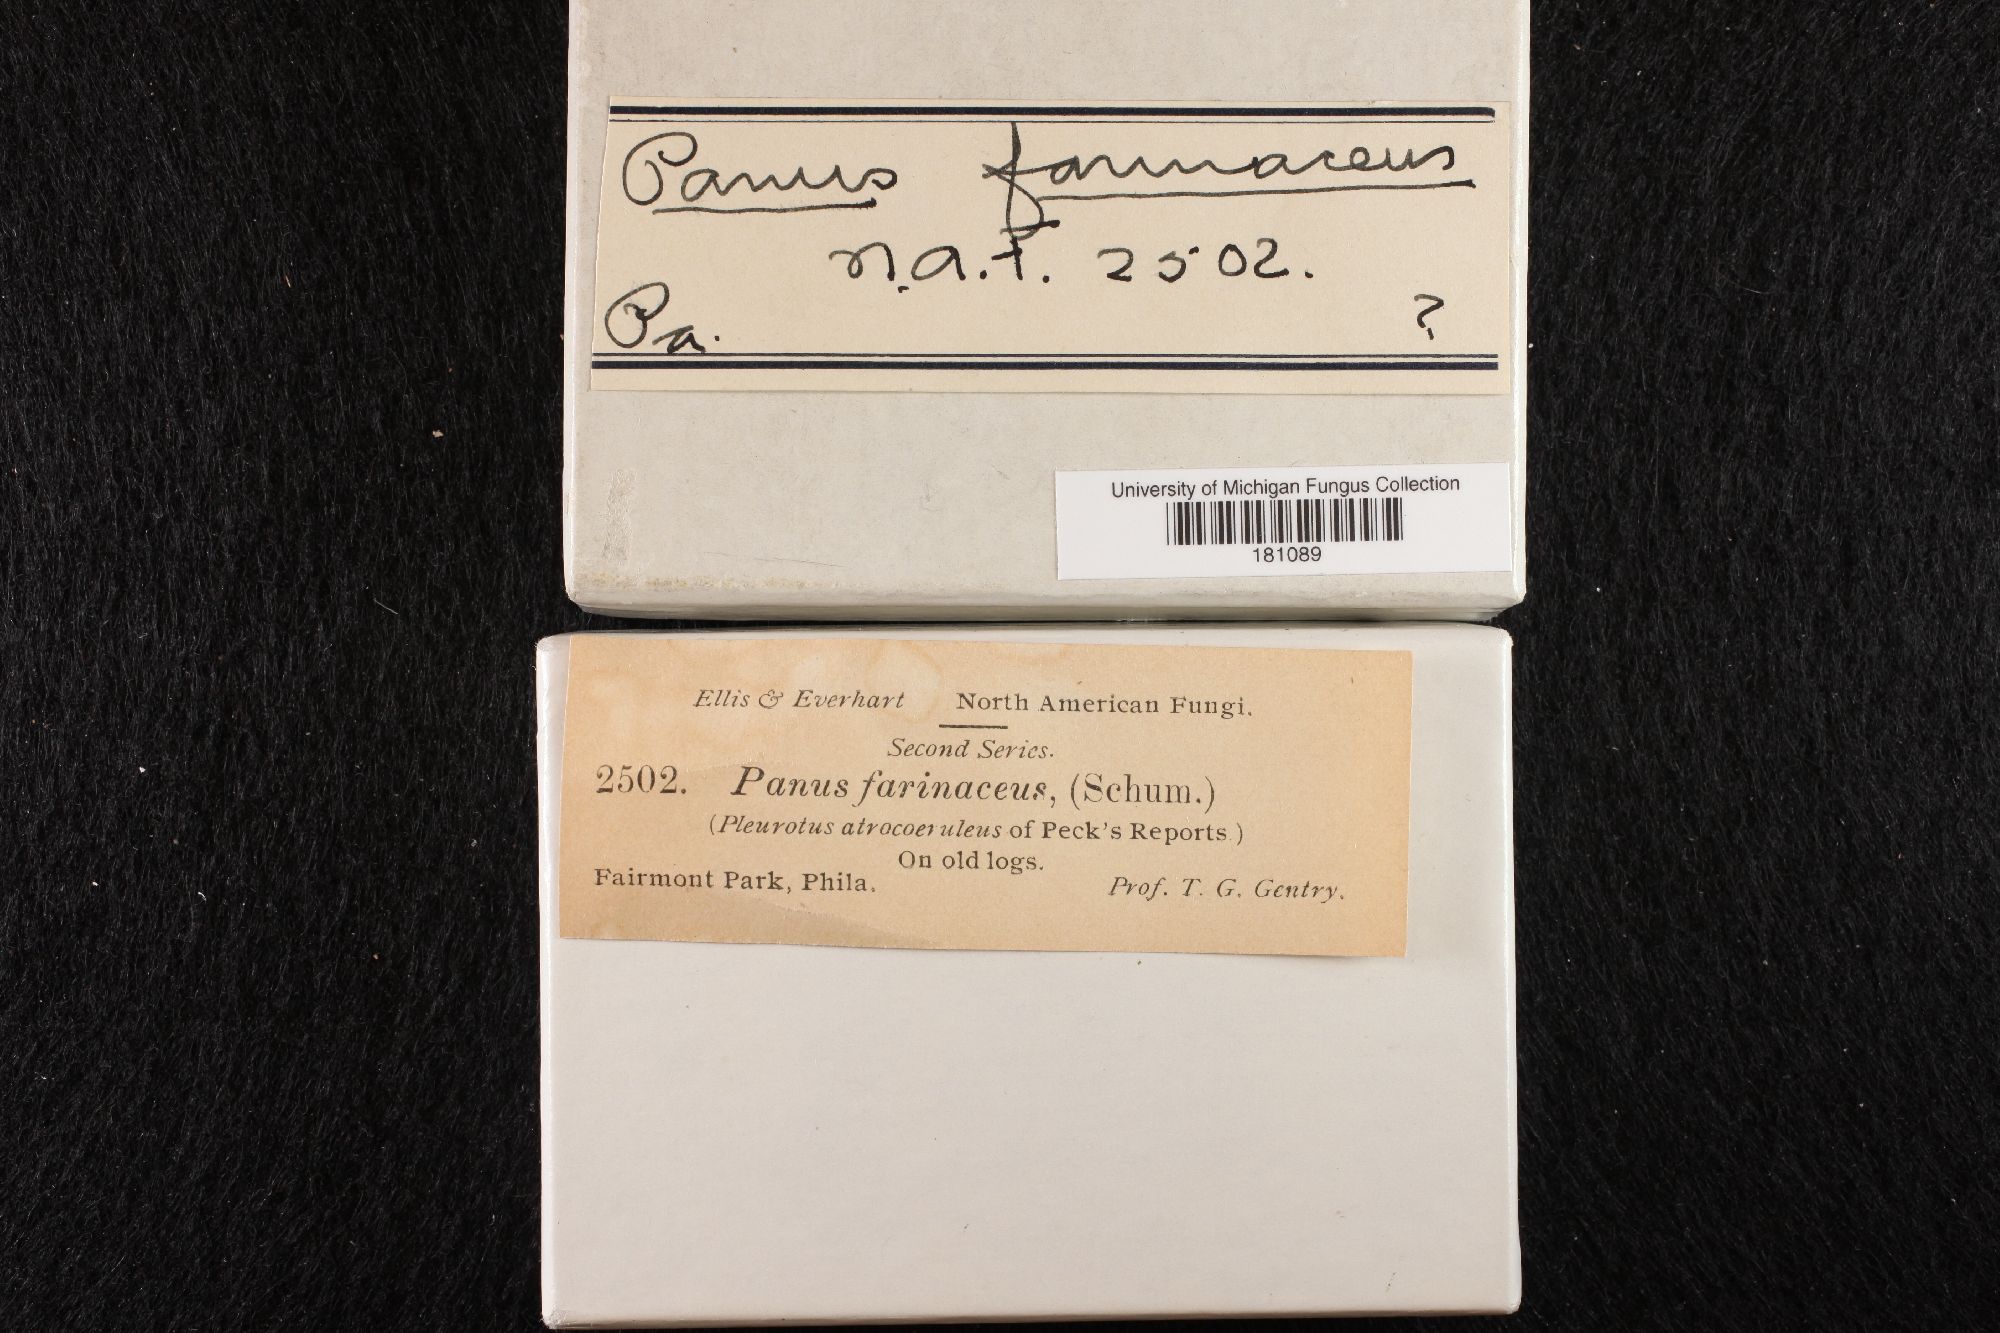 Panus farinaceus
n.a.f. 2502.
Pa. ?
University of Michigan Fungus Collection
181089
Ellis & Everhart North American Fungi.
Second Series.
2502. Panus farinaceus, (Schum.)
(Pleurotus atrocoeruleus of Peck's Reports.)
On old logs.
Fairmont Park, Phila. Prof. T. G. Gentry.